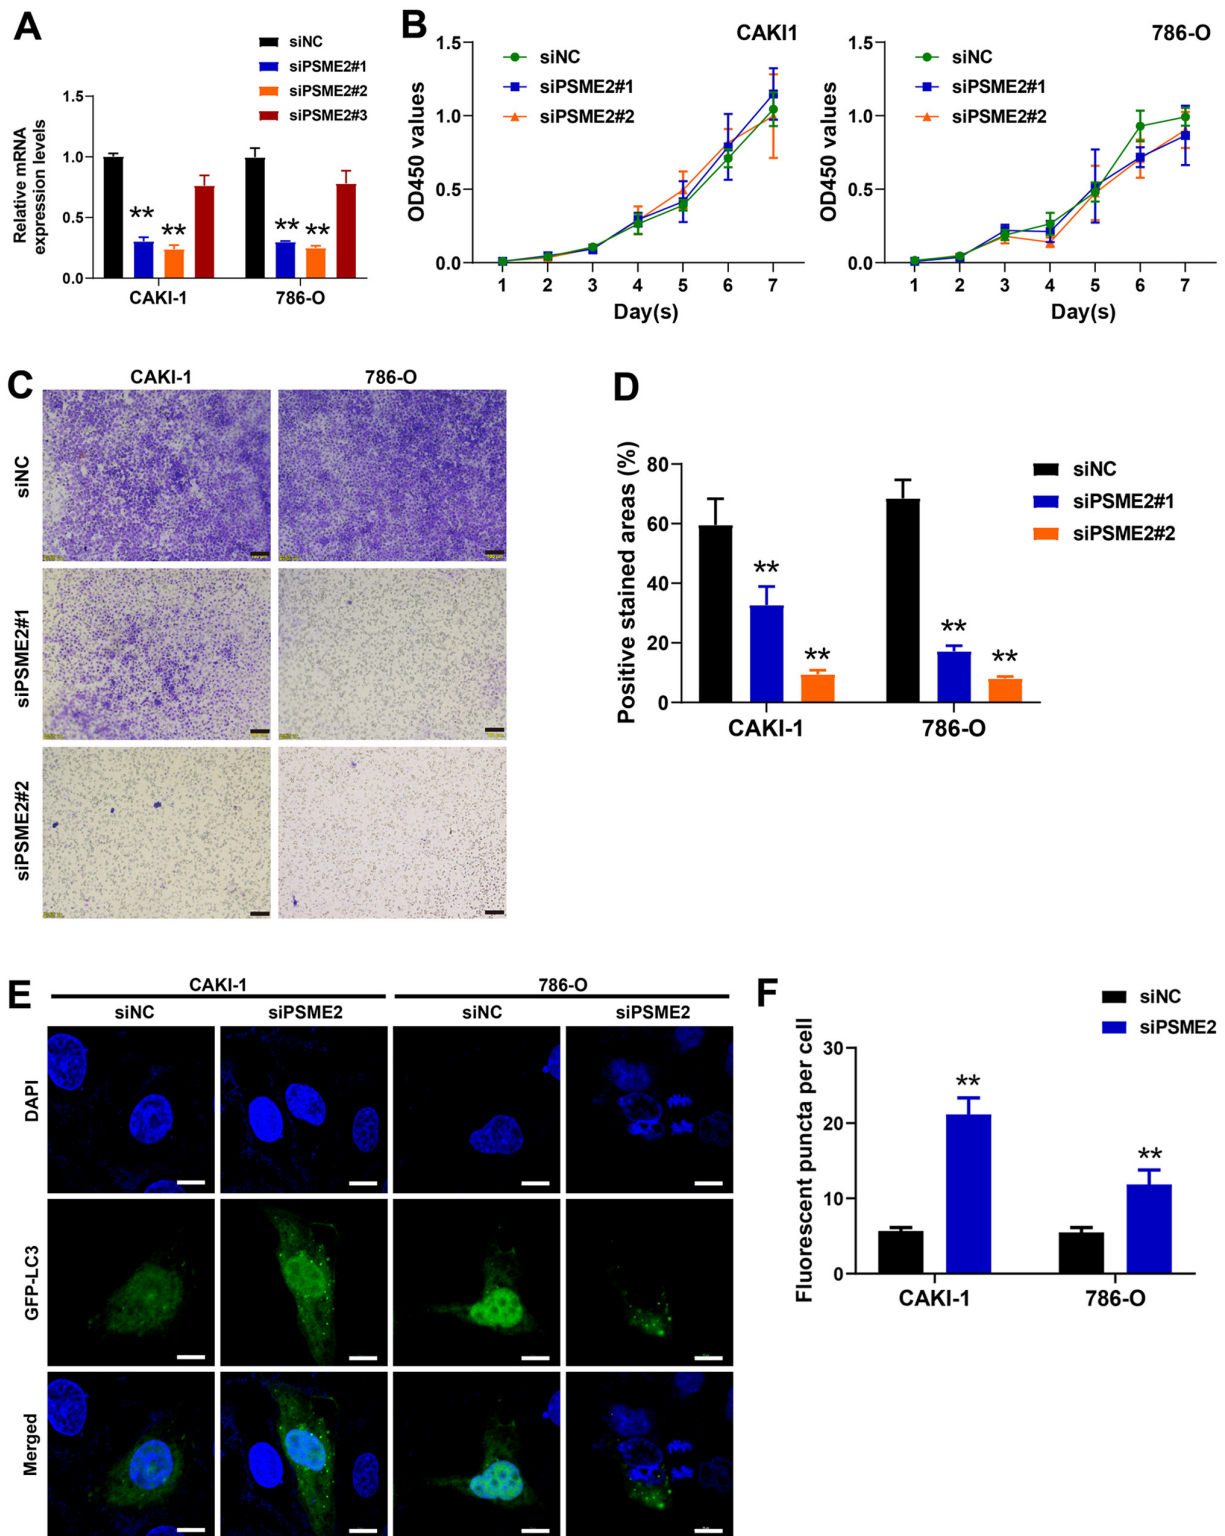 A
siNC
siPSME2#1
siPSME2#2
siPSME2#3
Relative mRNA
expression levels
1.5
1.0
0.5
0.0
**
**
**
**
CAKI-1
786-O
B
CAKI1
siNC
siPSME2#1
siPSME2#2
OD450 values
1.5
1.0
0.5
0.0
1 2 3 4 5 6 7
Day(s)
786-O
siNC
siPSME2#1
siPSME2#2
OD450 values
1.5
1.0
0.5
0.0
1 2 3 4 5 6 7
Day(s)
C
CAKI-1
786-O
siNC
siPSME2#1
siPSME2#2
D
siNC
siPSME2#1
siPSME2#2
Positive stained areas (%)
80
60
40
20
0
**
**
**
**
CAKI-1
786-O
E
CAKI-1
786-O
siNC
siPSME2
siNC
siPSME2
DAPI
GFP-LC3
Merged
F
siNC
siPSME2
Fluorescent puncta per cell
30
20
10
0
**
**
CAKI-1
786-O